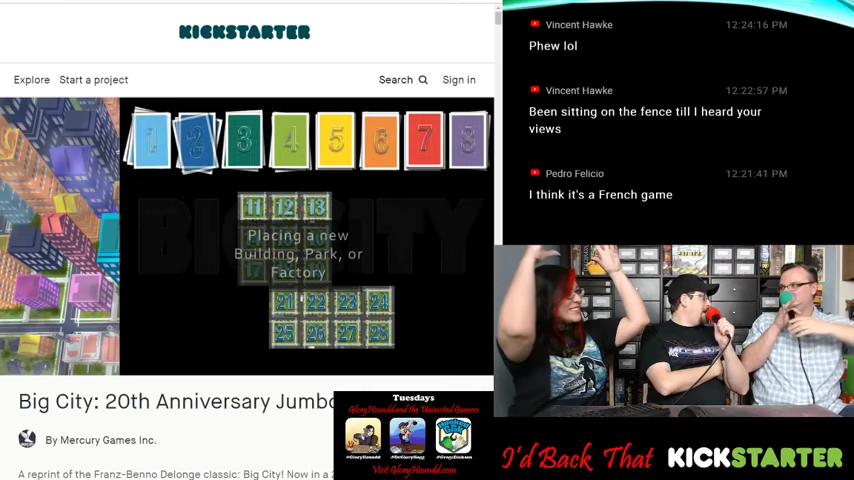 KICKSTARTER
Explore
Start a project
Search
Sign in
1 2 3 4 5 6 7 8
BIG CITY
11 12 13
Placing a new
Building, Park, or
Factory
21 22 23 24
25 26 27 28
Big City: 20th Anniversary Jumbo
By Mercury Games Inc.
A reprint of the Franz-Benno Delonge classic: Big City! Now in a 2
Vincent Hawke
12:24:16 PM
Phew lol
Vincent Hawke
12:22:57 PM
Been sitting on the fence till I heard your
views
Pedro Felicio
12:21:41 PM
I think it's a French game
Tuesdays
GloryHoundd and the Uninvited Gamers
Visit GloryHoundd.com
I'd Back That KICKSTARTER